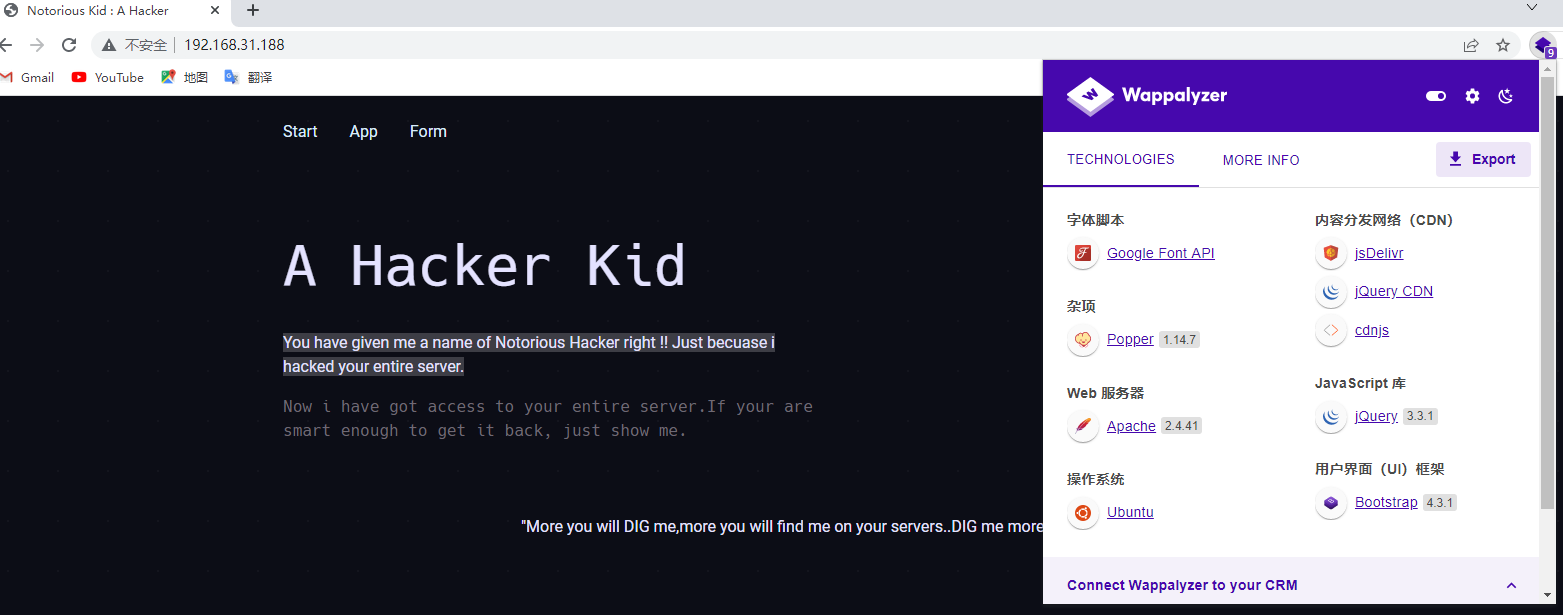 Notorious Kid : A Hacker
不安全 192.168.31.188
9
Gmail YouTube 地图 翻译
Start App Form
A Hacker Kid
You have given me a name of Notorious Hacker right !! Just becuase i
hacked your entire server.
Now i have got access to your entire server.If your are
smart enough to get it back, just show me.
"More you will DIG me,more you will find me on your servers..DIG me more
Wappalyzer
TECHNOLOGIES MORE INFO Export
字体脚本
Google Font API
杂项
Popper 1.14.7
Web 服务器
Apache 2.4.41
操作系统
Ubuntu
内容分发网络（CDN）
jsDelivr
jQuery CDN
cdnjs
JavaScript 库
jQuery 3.3.1
用户界面（UI）框架
Bootstrap 4.3.1
Connect Wappalyzer to your CRM